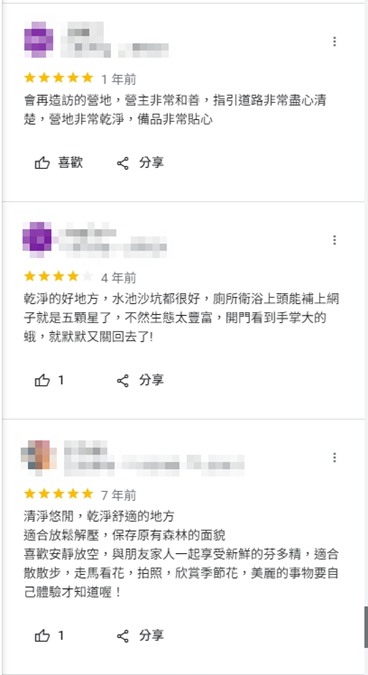 1 年前
會再造訪的營地，營主非常和善，指引道路非常盡心清
楚，營地非常乾淨，備品非常貼心
喜歡 分享
4 年前
乾淨的好地方，水池沙坑都很好，廁所衛浴上頭能補上網
子就是五顆星了，不然生態太豐富，開門看到手掌大的
蛾，就默默又關回去了!
1 分享
7 年前
清淨悠閒，乾淨舒適的地方
適合放鬆解壓，保存原有森林的面貌
喜歡安靜放空，與朋友家人一起享受新鮮的芬多精，適合
散散步，走馬看花，拍照，欣賞季節花，美麗的事物要自
己體驗才知道喔！
1 分享